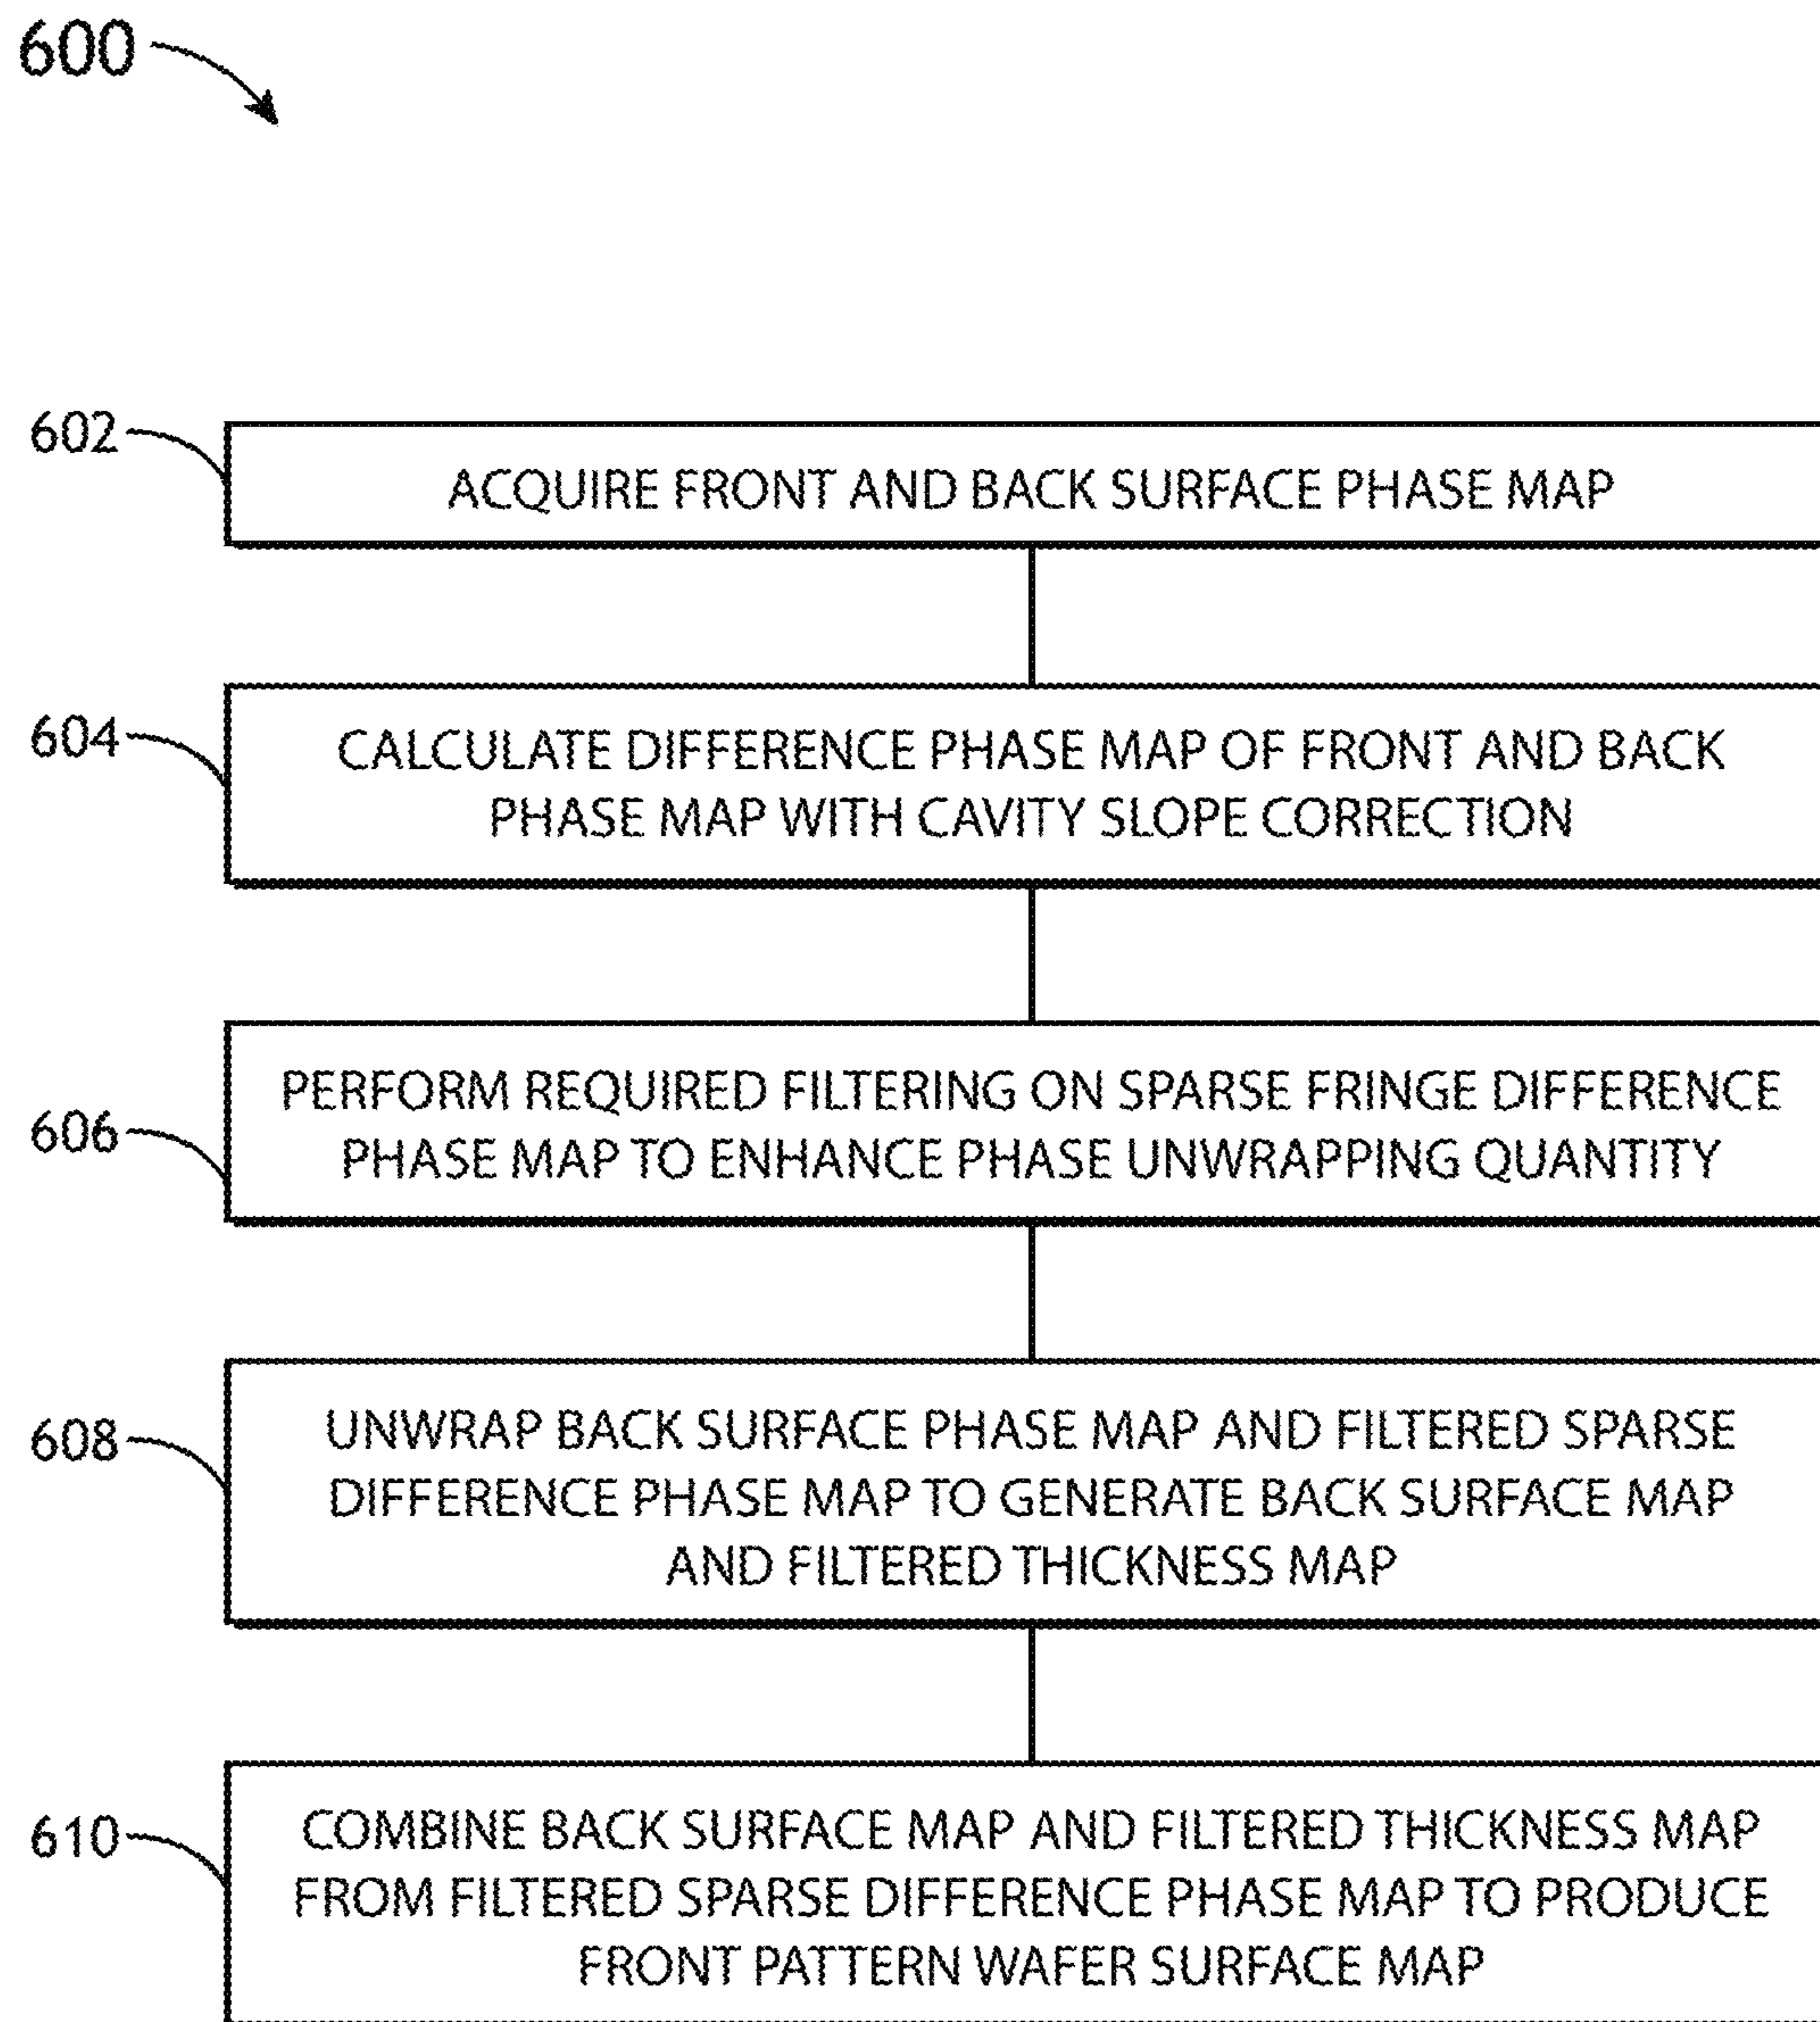 600
602
ACQUIRE FRONT AND BACK SURFACE PHASE MAP
604
CALCULATE DIFFERENCE PHASE MAP OF FRONT AND BACK
PHASE MAP WITH CAVITY SLOPE CORRECTION
606
PERFORM REQUIRED FILTERING ON SPARSE FRINGE DIFFERENCE
PHASE MAP TO ENHANCE PHASE UNWRAPPING QUANTITY
608
UNWRAP BACK SURFACE PHASE MAP AND FILTERED SPARSE
DIFFERENCE PHASE MAP TO GENERATE BACK SURFACE MAP
AND FILTERED THICKNESS MAP
610
COMBINE BACK SURFACE MAP AND FILTERED THICKNESS MAP
FROM FILTERED SPARSE DIFFERENCE PHASE MAP TO PRODUCE
FRONT PATTERN WAFER SURFACE MAP